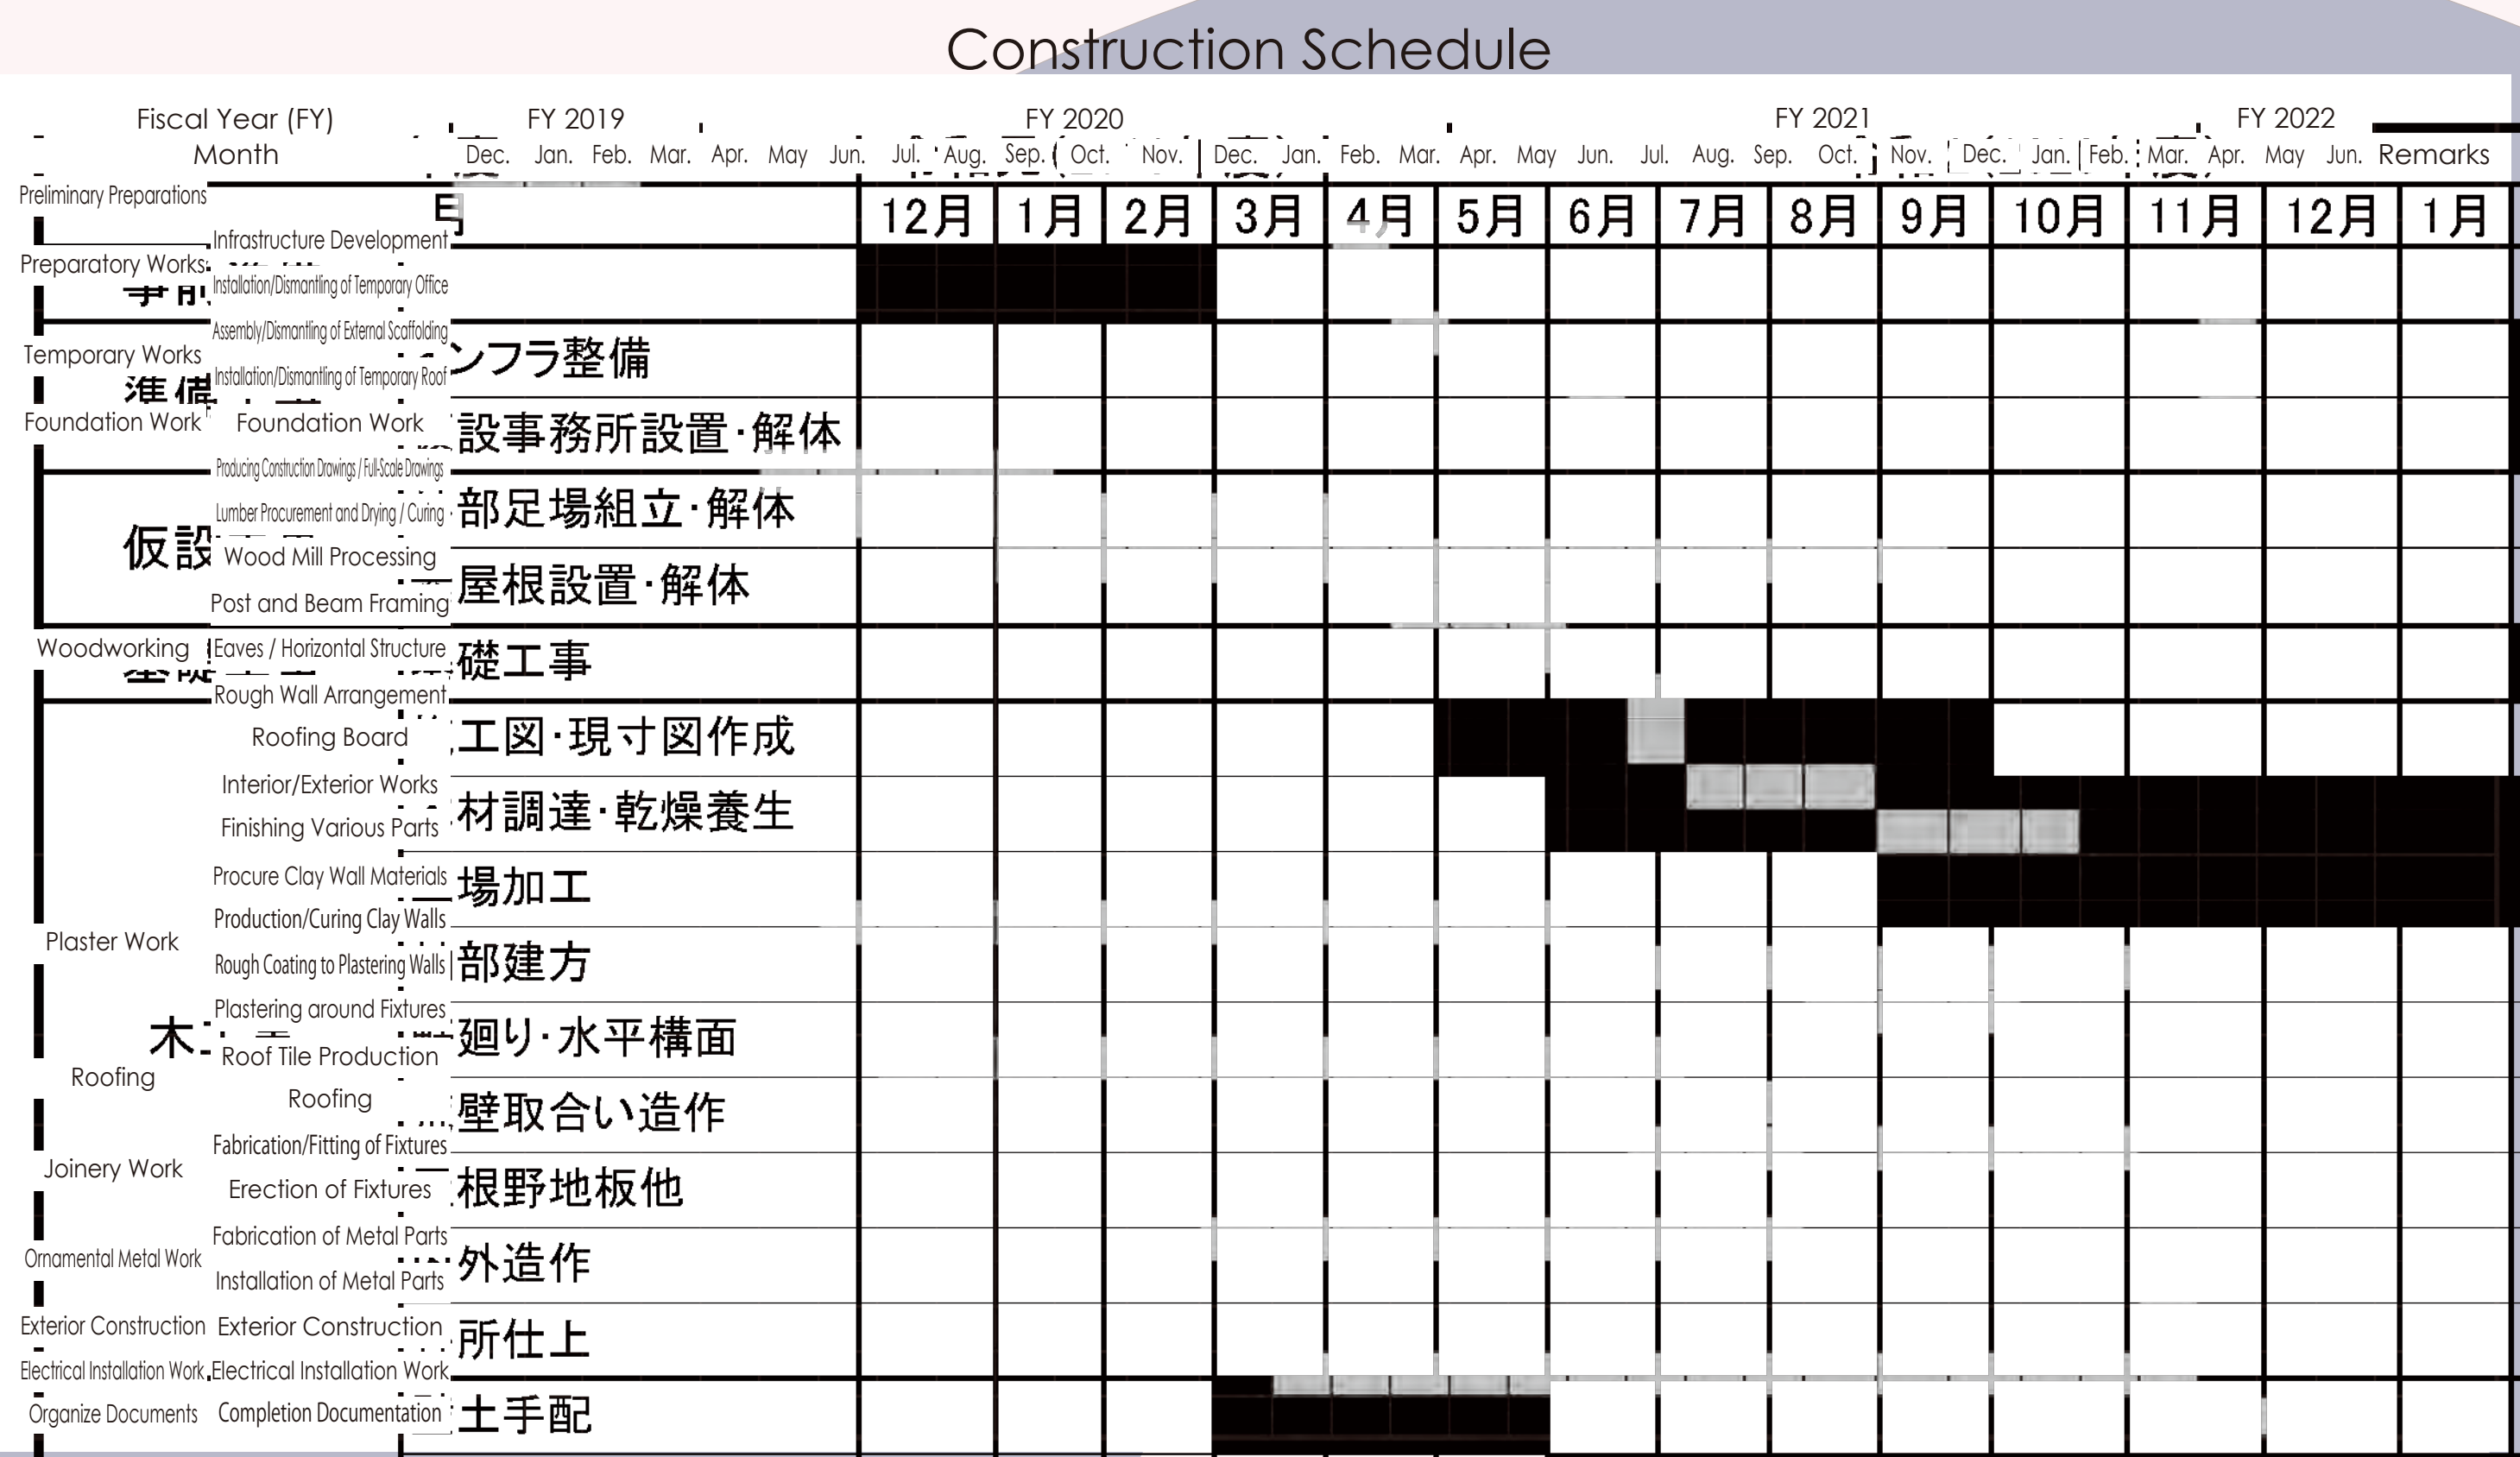 Construction Schedule
Fiscal Year (FY) FY 2019 FY 2020 FY 2021 FY 2022
Month Dec. Jan. Feb. Mar. Apr. May Jun. Jul. Aug. Sep. Oct. Nov. Dec. Jan. Feb. Mar. Apr. May Jun. Jul. Aug. Sep. Oct. Nov. Dec. Jan. Feb. Mar. Apr. May Jun. Remarks
Preliminary Preparations
12月 1月 2月 3月 4月 5月 6月 7月 8月 9月 10月 11月 12月 1月
Infrastructure Development
Preparatory Works
Installation/Dismantling of Temporary Office
Assembly/Dismantling of External Scaffolding
Temporary Works
ンフラ整備
Installation/Dismantling of Temporary Roof
準備
Foundation Work Foundation Work
設事務所設置・解体
Producing Construction Drawings / Full-Scale Drawings
Lumber Procurement and Drying / Curing
部足場組立・解体
仮設
Wood Mill Processing
屋根設置・解体
Post and Beam Framing
Woodworking Eaves / Horizontal Structure
礎工事
Rough Wall Arrangement
Roofing Board
工図・現寸図作成
Interior/Exterior Works
材調達・乾燥養生
Finishing Various Parts
Procure Clay Wall Materials
場加工
Production/Curing Clay Walls
Plaster Work
Rough Coating to Plastering Walls
部建方
Plastering around Fixtures
木
廻り・水平構面
Roof Tile Production
Roofing
Roofing
壁取合い造作
Fabrication/Fitting of Fixtures
Joinery Work
Erection of Fixtures
根野地板他
Fabrication of Metal Parts
Ornamental Metal Work
外造作
Installation of Metal Parts
Exterior Construction Exterior Construction
所仕上
Electrical Installation Work Electrical Installation Work
Organize Documents Completion Documentation
土手配